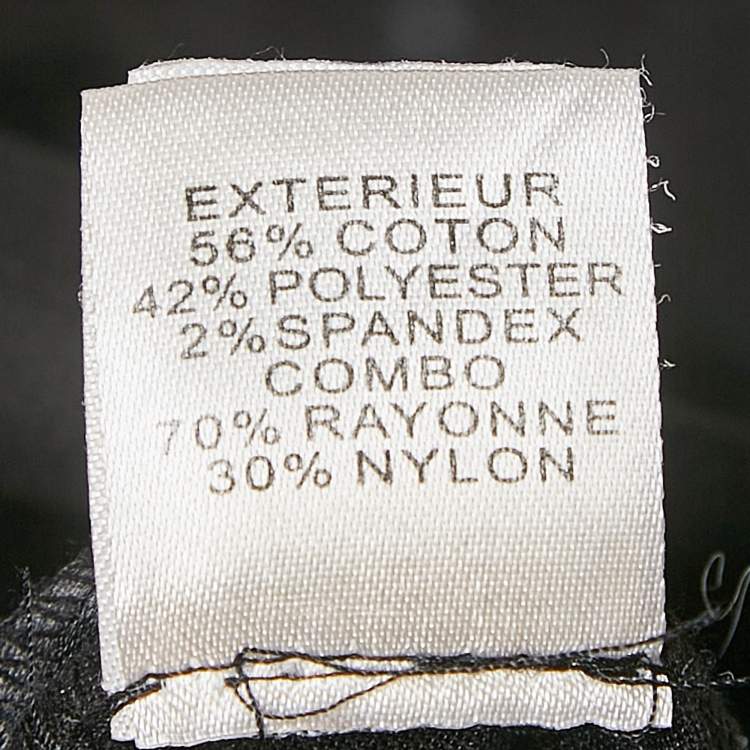 EXTERIEUR
56% COTON
42% POLYESTER
2%SPANDEX
COMBO
70% RAYONNE
30% NYLON